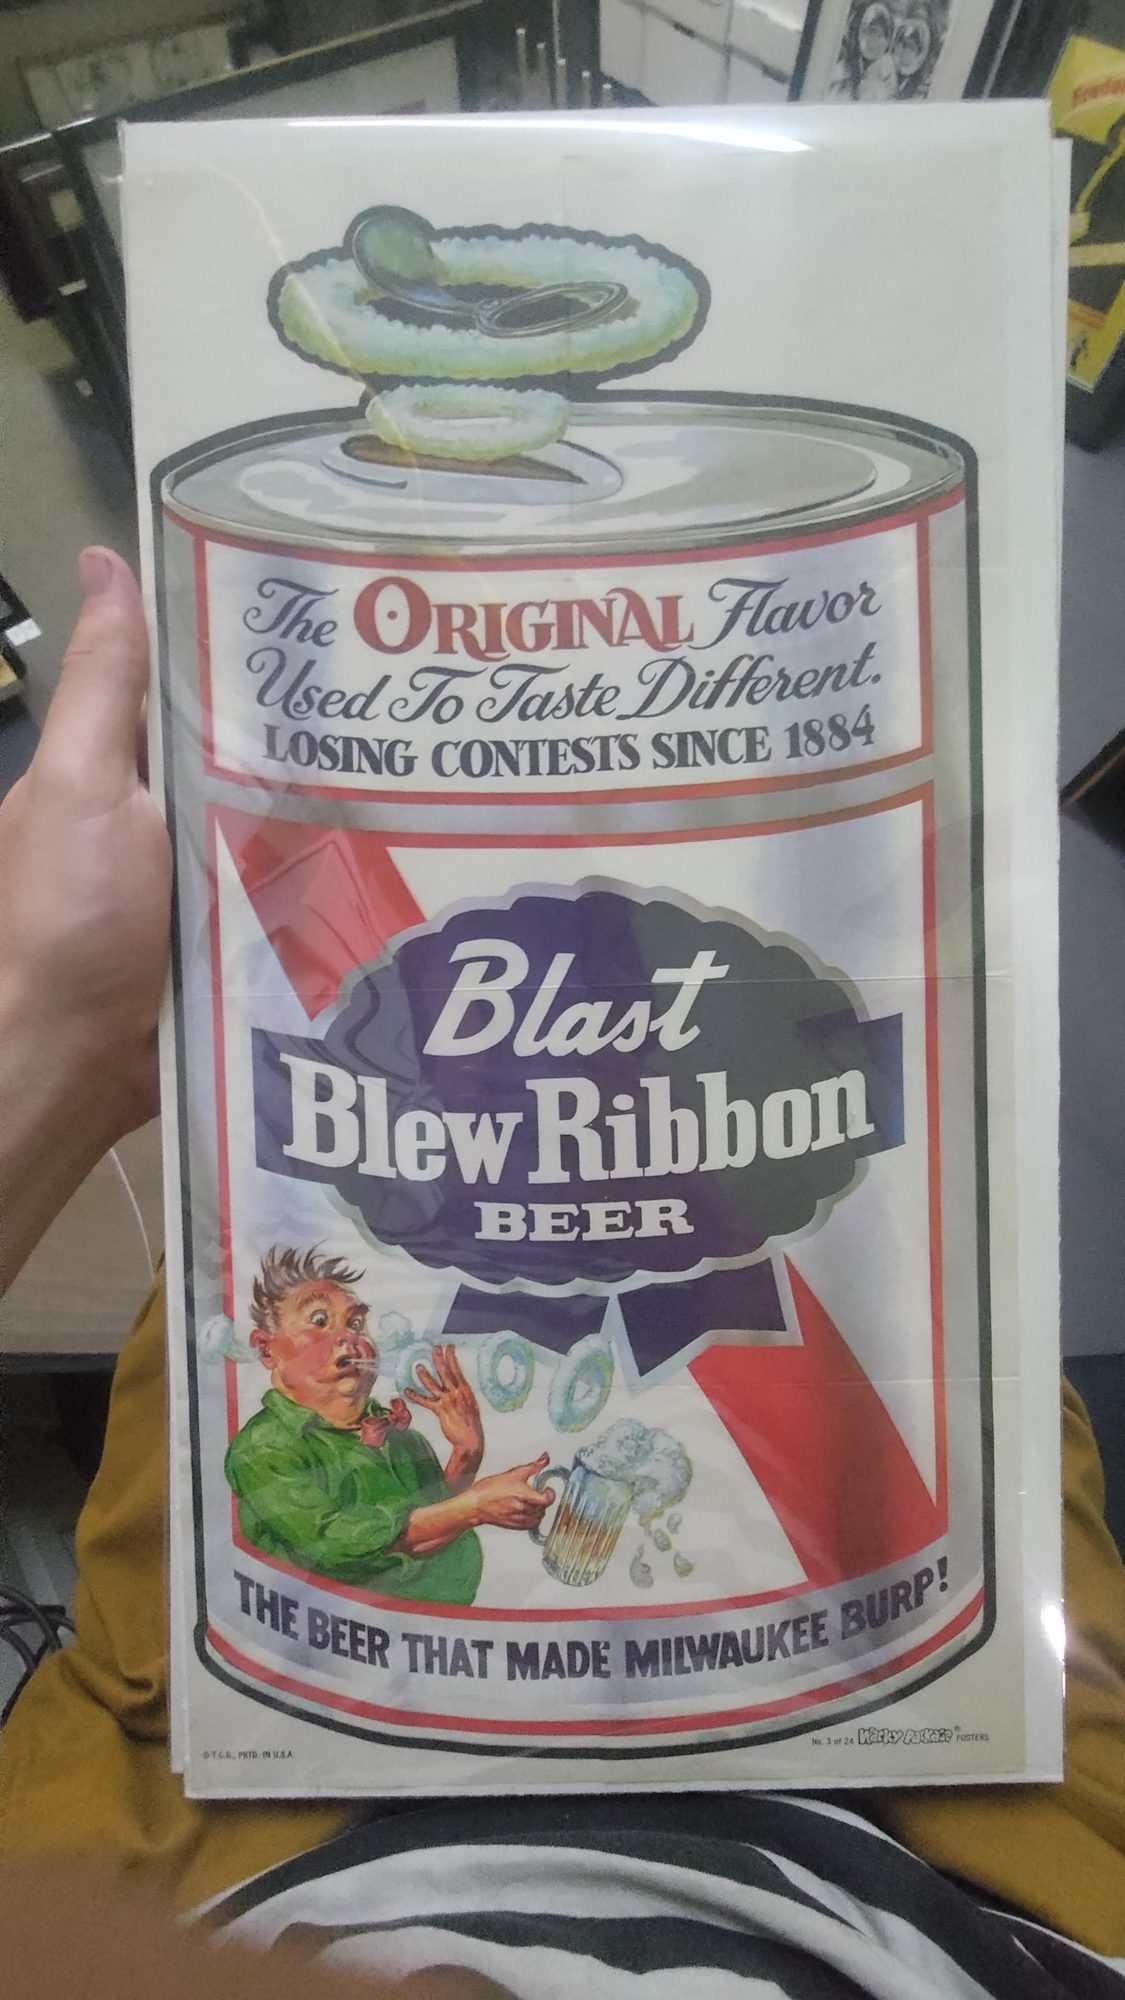 The ORIGINAL Flavor
Used To Taste Different.
LOSING CONTESTS SINCE 1884
Blast
Blew Ribbon
BEER
THE BEER THAT MADE MILWAUKEE BURP!
© T.C.G., PRTD. IN U.S.A.
No. 3 of 24 Wacky Package® POSTERS